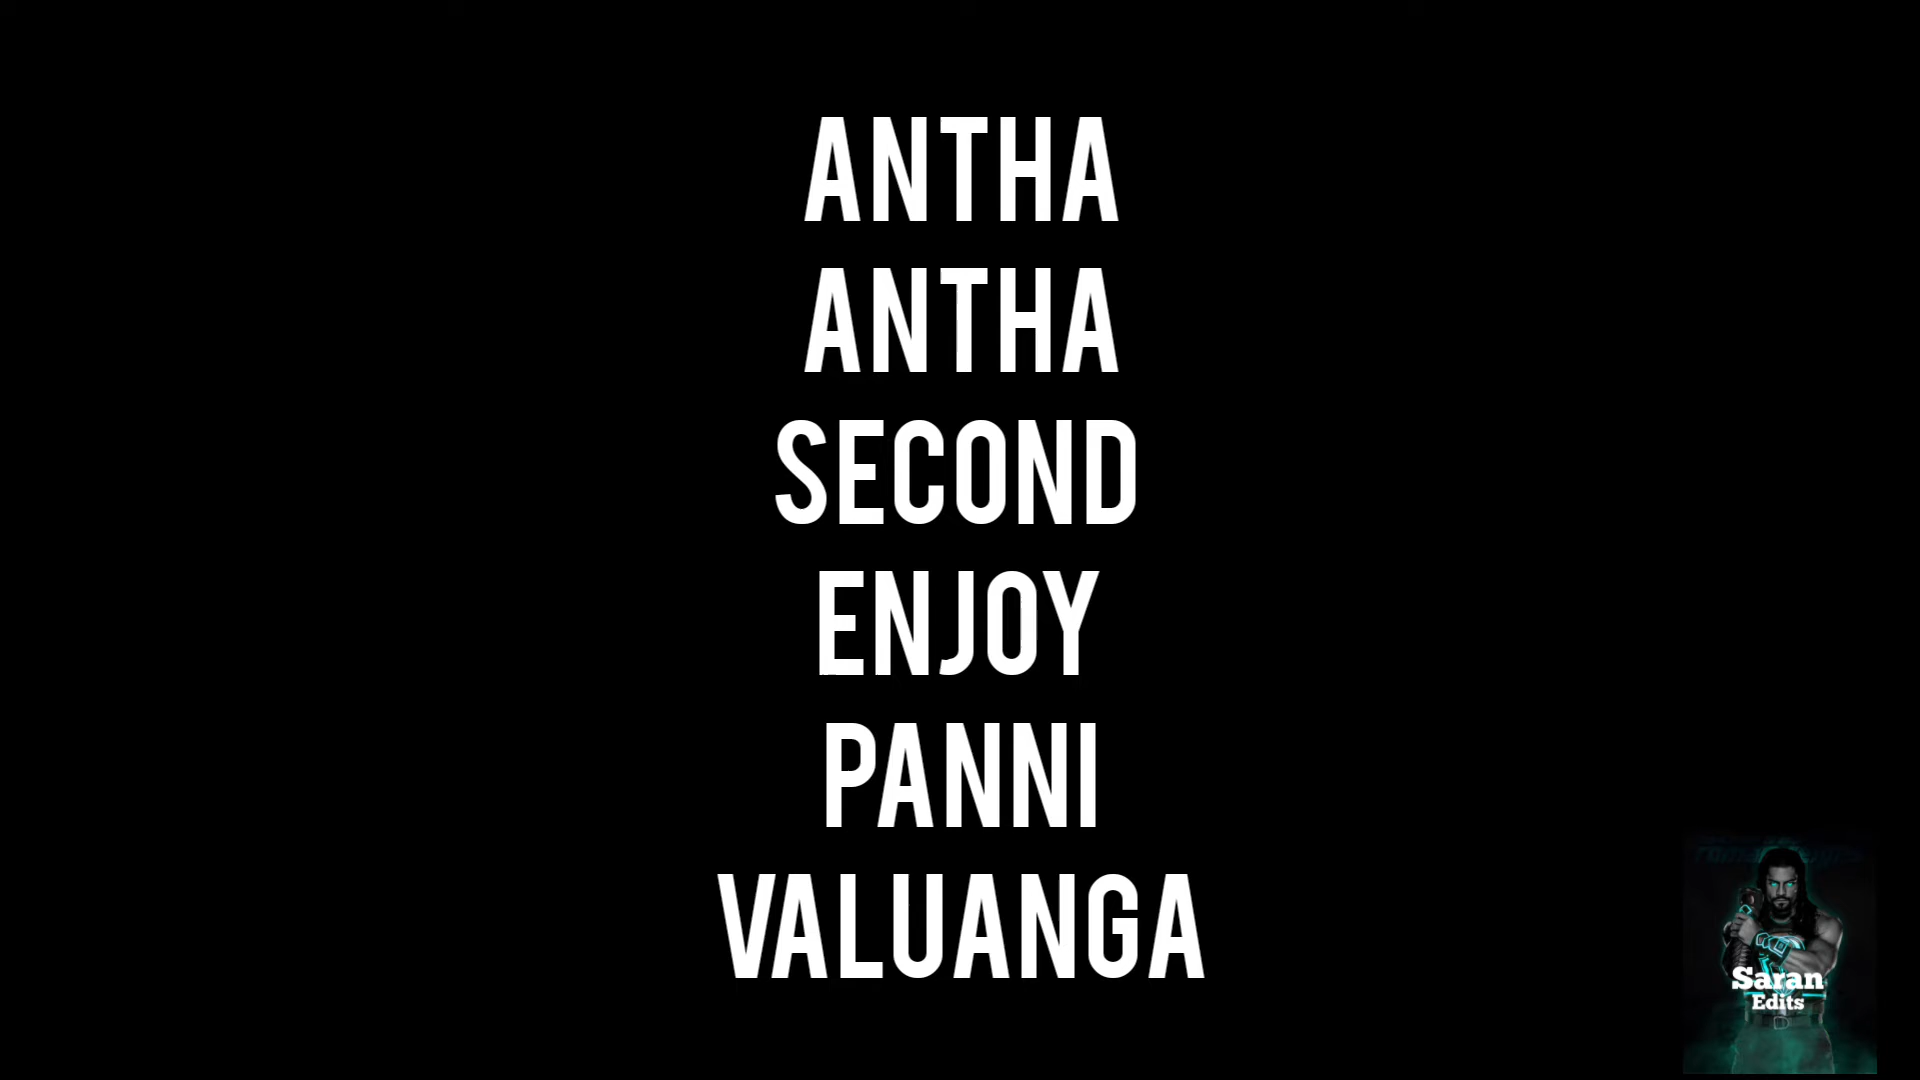 ANTHA
ANTHA
SECOND
ENJOY
PANNI
VALUANGA
Saran
Edits